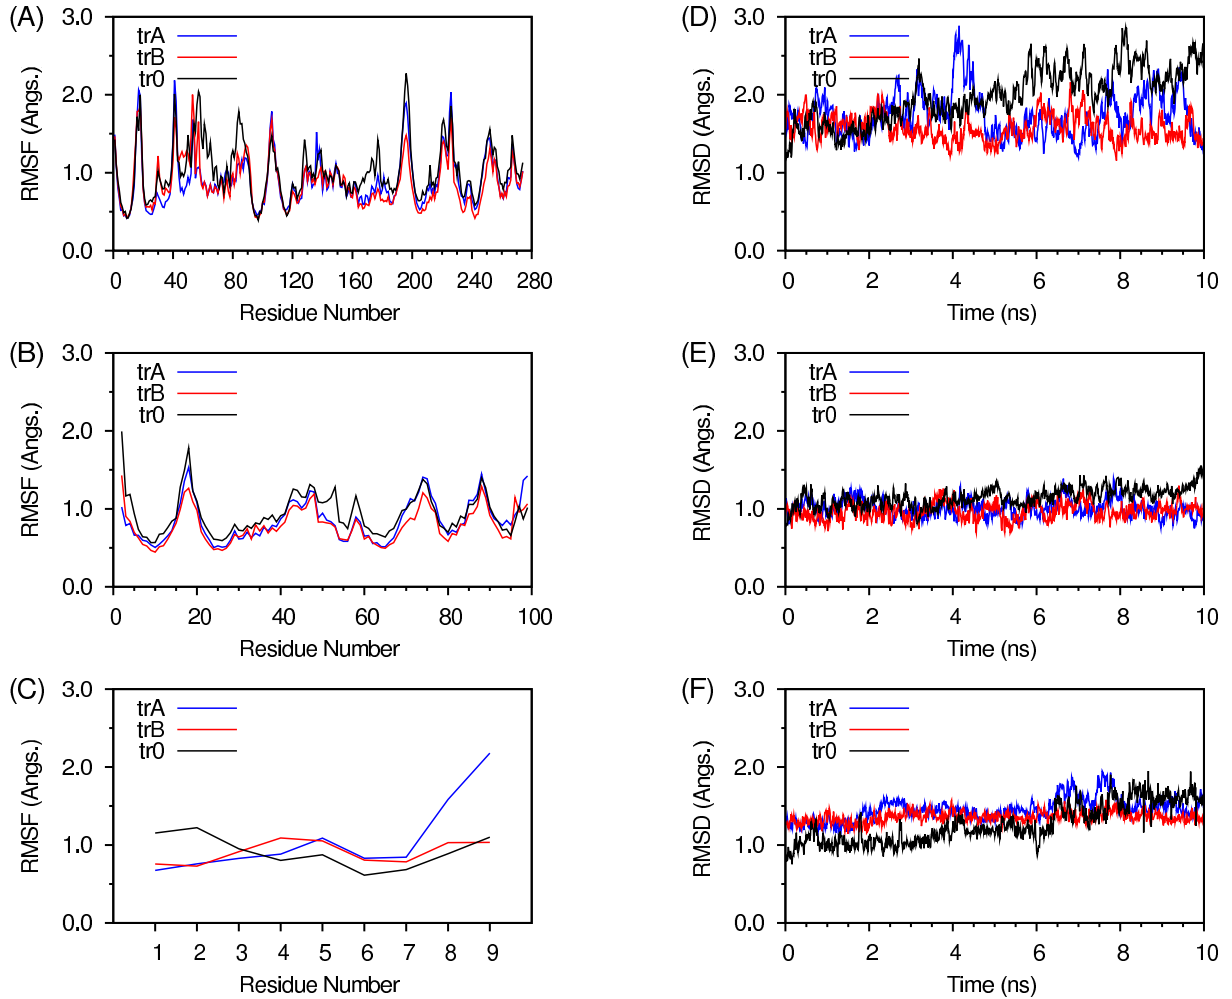 (A)
RMSF (Angs.)
3.0
2.0
1.0
0.0
trA
trB
tr0
0 40 80 120 160 200 240 280
Residue Number
(D)
RMSD (Angs.)
3.0
2.0
1.0
0.0
trA
trB
tr0
0 2 4 6 8 10
Time (ns)
(B)
RMSF (Angs.)
3.0
2.0
1.0
0.0
trA
trB
tr0
0 20 40 60 80 100
Residue Number
(E)
RMSD (Angs.)
3.0
2.0
1.0
0.0
trA
trB
tr0
0 2 4 6 8 10
Time (ns)
(C)
RMSF (Angs.)
3.0
2.0
1.0
0.0
trA
trB
tr0
1 2 3 4 5 6 7 8 9
Residue Number
(F)
RMSD (Angs.)
3.0
2.0
1.0
0.0
trA
trB
tr0
0 2 4 6 8 10
Time (ns)